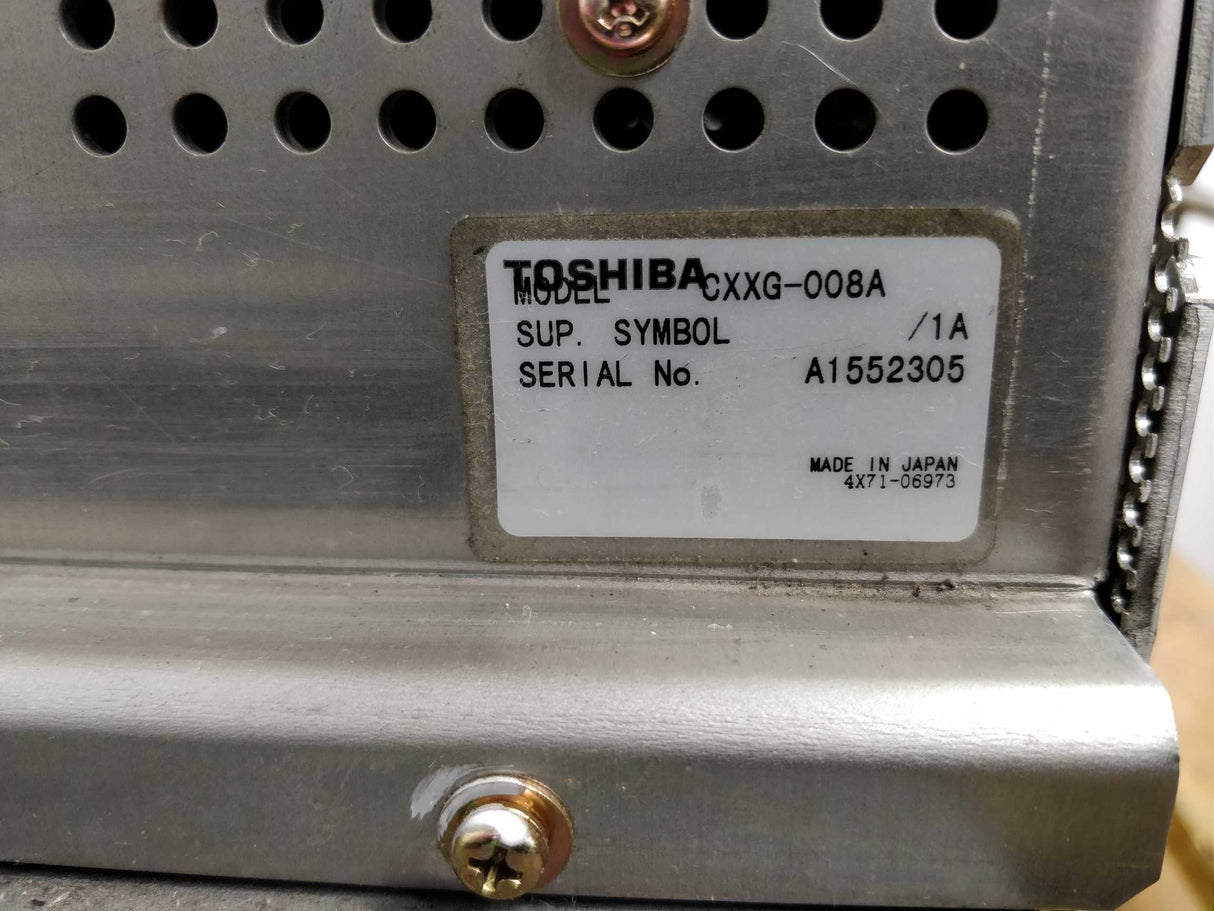 TOSHIBA
MODEL CXXG-008A
SUP. SYMBOL /1A
SERIAL No. A1552305
MADE IN JAPAN
4X71-06973